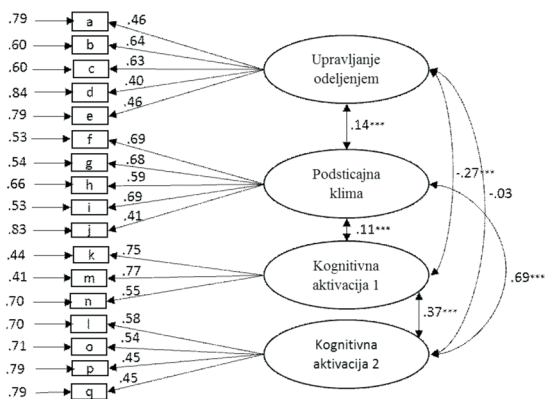 .79 a .46
.60 b .64
.60 c .63
.84 d .40
.79 e .46
.53 f .69
.54 g .68
.66 h .59
.53 i .69
.83 j .41
.44 k .75
.41 m .77
.70 n .55
.70 l .58
.71 o .54
.79 p .45
.79 q .45
Upravljanje
odeljenjem
.14***
Podsticajna
klima
.11***
Kognitivna
aktivacija 1
.37***
Kognitivna
aktivacija 2
-.27***
-.03
.69***